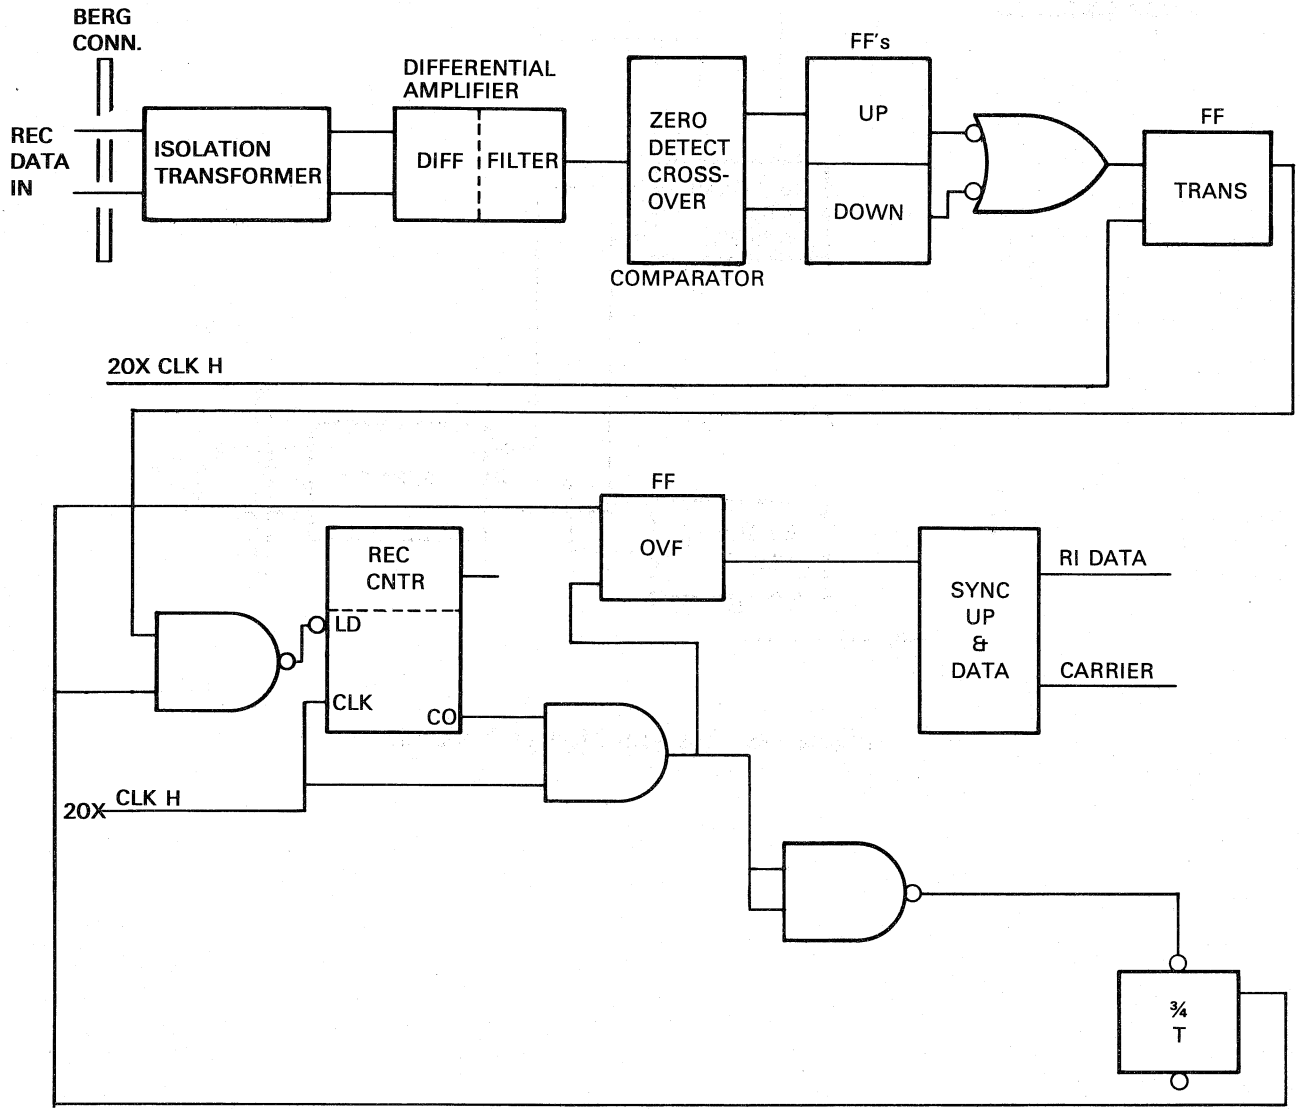 BERG
CONN.
REC
DATA
IN
ISOLATION
TRANSFORMER
DIFFERENTIAL
AMPLIFIER
DIFF
FILTER
ZERO
DETECT
CROSS-
OVER
COMPARATOR
FF's
UP
DOWN
FF
TRANS
20X CLK H
FF
OVF
REC
CNTR
LD
CLK
CO
20X CLK H
SYNC
UP
&
DATA
RI DATA
CARRIER
¾
T